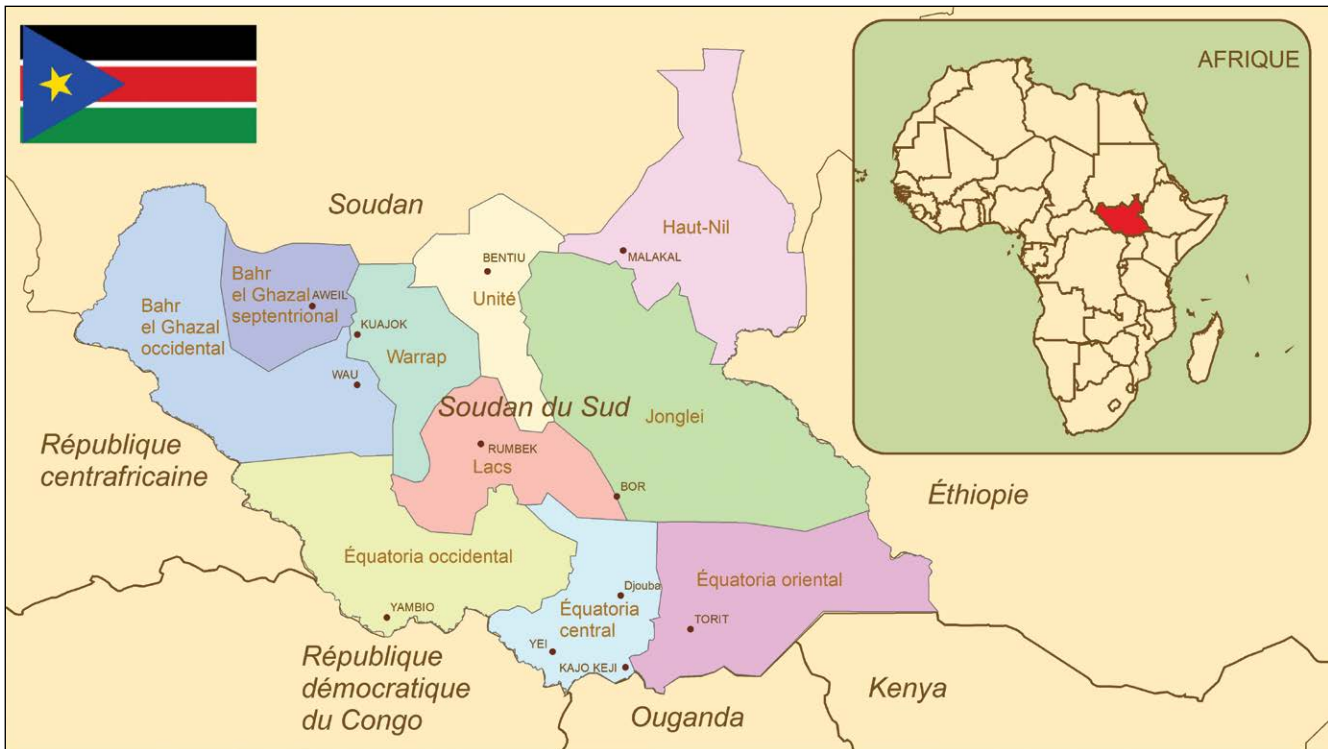 AFRIQUE
Soudan
Haut-Nil
MALAKAL
BENTIU
Unité
Bahr
el Ghazal
septentrional
AWEIL
Bahr
el Ghazal
occidental
KUAJOK
Warrap
WAU
Soudan du Sud
Jonglei
RUMBEK
Lacs
République
centrafricaine
BOR
Éthiopie
Équatoria occidental
Équatoria oriental
Djouba
Équatoria
central
YAMBIO
TORIT
YEI
KAJO KEJI
République
démocratique
du Congo
Ouganda
Kenya